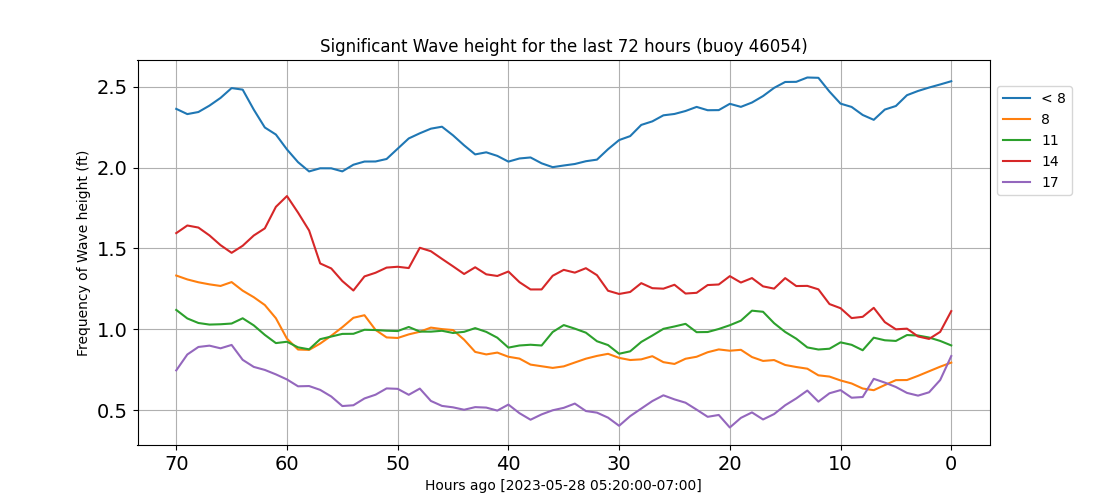 Significant Wave height for the last 72 hours (buoy 46054)
Frequency of Wave height (ft)
2.5
2.0
1.5
1.0
0.5
70 60 50 40 30 20 10 0
Hours ago [2023-05-28 05:20:00-07:00]
< 8
8
11
14
17